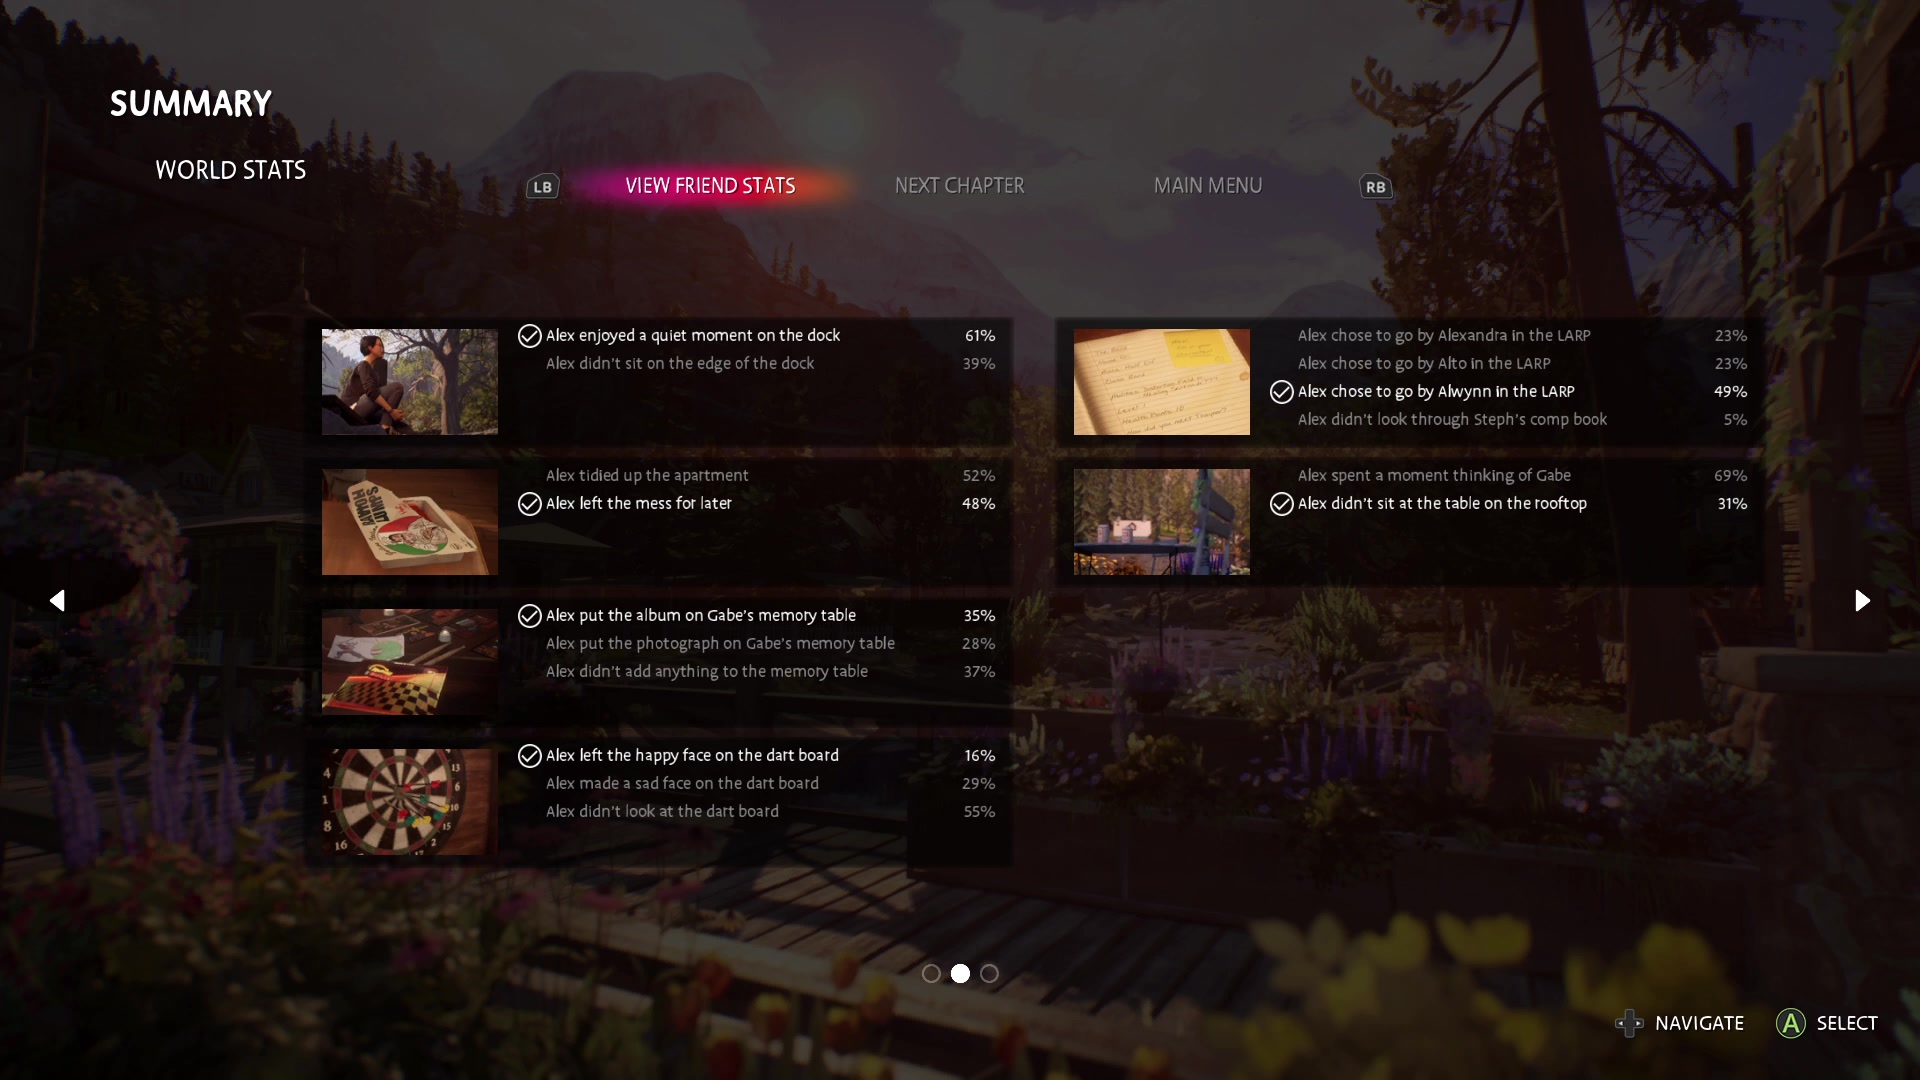 SUMMARY
WORLD STATS
LB
VIEW FRIEND STATS
NEXT CHAPTER
MAIN MENU
RB
Alex enjoyed a quiet moment on the dock 61%
Alex didn't sit on the edge of the dock 39%
Alex tidied up the apartment 52%
Alex left the mess for later 48%
Alex put the album on Gabe's memory table 35%
Alex put the photograph on Gabe's memory table 28%
Alex didn't add anything to the memory table 37%
Alex left the happy face on the dart board 16%
Alex made a sad face on the dart board 29%
Alex didn't look at the dart board 55%
Alex chose to go by Alexandra in the LARP 23%
Alex chose to go by Alto in the LARP 23%
Alex chose to go by Alwynn in the LARP 49%
Alex didn't look through Steph's comp book 5%
Alex spent a moment thinking of Gabe 69%
Alex didn't sit at the table on the rooftop 31%
NAVIGATE
A SELECT